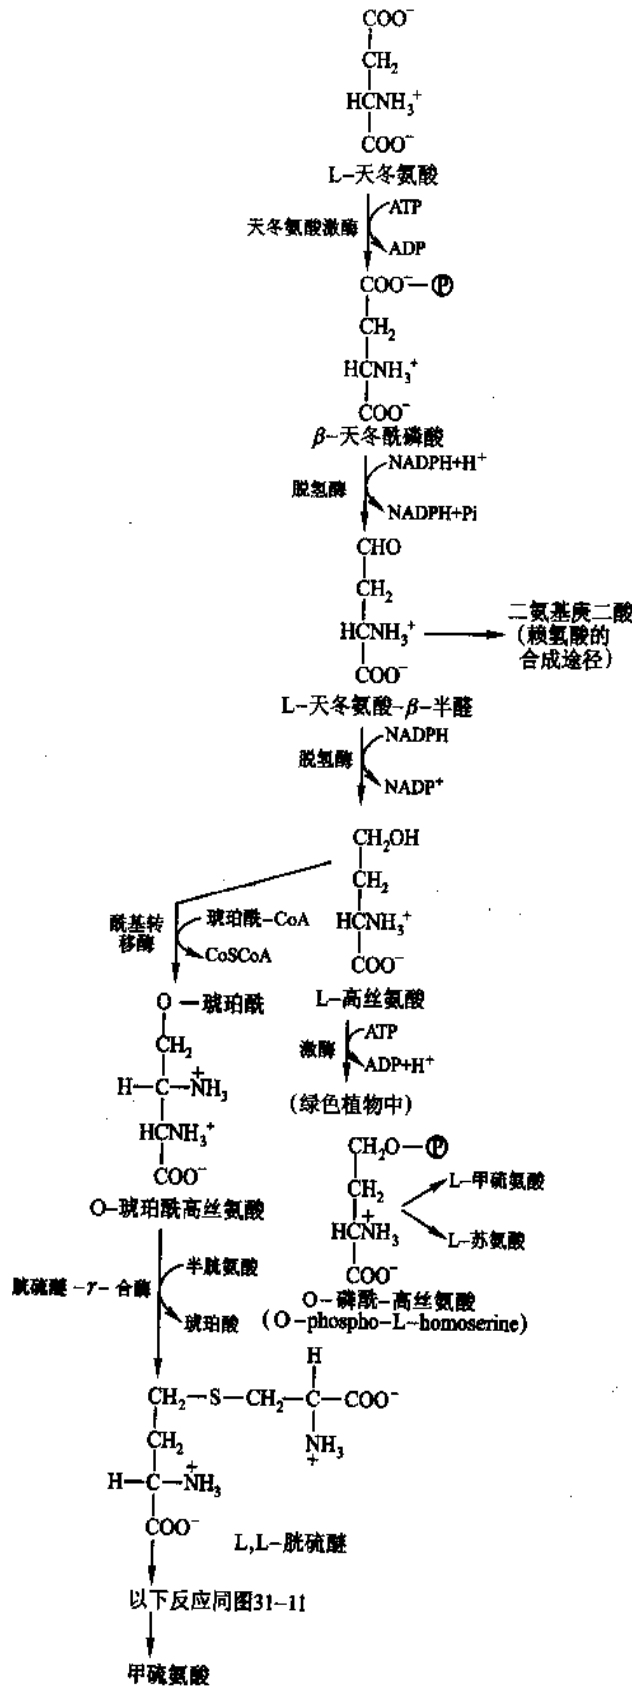 COO⁻
CH₂
HCNH₃⁺
COO⁻
L-天冬氨酸
天冬氨酸激酶
ATP
ADP
COO⁻—Ⓟ
CH₂
HCNH₃⁺
COO⁻
β-天冬酰磷酸
脱氢酶
NADPH+H⁺
NADPH+Pi
CHO
CH₂
HCNH₃⁺
COO⁻
二氨基庚二酸
(赖氨酸的
合成途径)
L-天冬氨酸-β-半醛
脱氢酶
NADPH
NADP⁺
CH₂OH
CH₂
HCNH₃⁺
COO⁻
L-高丝氨酸
酰基转
移酶
琥珀酰-CoA
CoSCoA
激酶
ATP
ADP+H⁺
(绿色植物中)
O—琥珀酰
CH₂
H—C—N⁺H₃
HCNH₃⁺
COO⁻
O-琥珀酰高丝氨酸
CH₂O—Ⓟ
CH₂
HCN⁺H₃
COO⁻
L-甲硫氨酸
L-苏氨酸
O-磷酰-高丝氨酸
(O-phospho-L-homoserine)
胱硫醚-γ-合酶
半胱氨酸
琥珀酸
H
CH₂—S—CH₂—C—COO⁻
NH₃
+
CH₂
H—C—N⁺H₃
COO⁻
L,L-胱硫醚
以下反应同图31-11
甲硫氨酸